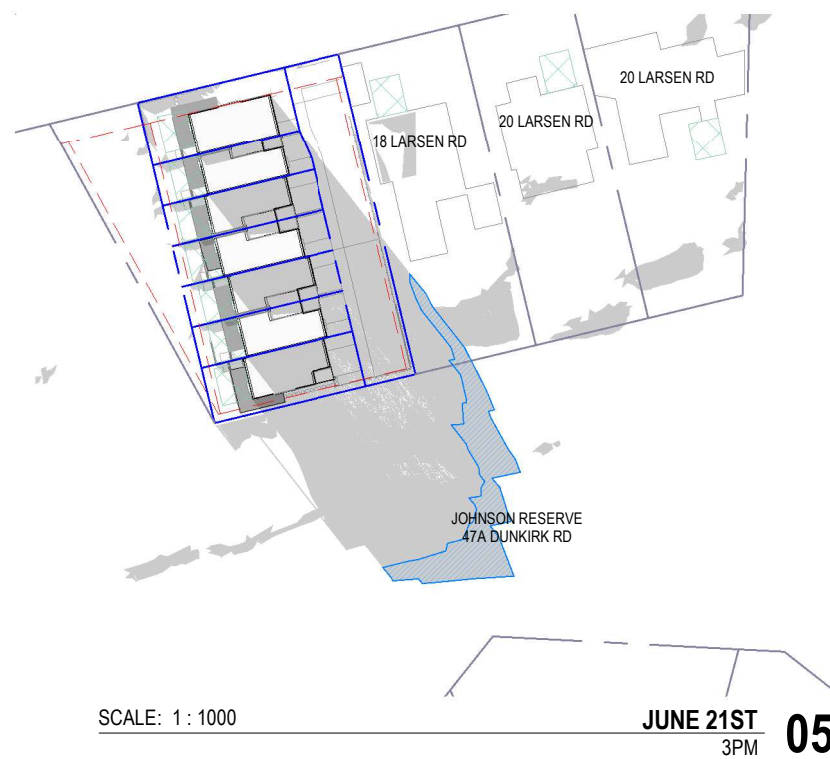 20 LARSEN RD
20 LARSEN RD
18 LARSEN RD
JOHNSON RESERVE
47A DUNKIRK RD
SCALE: 1 : 1000
JUNE 21ST
3PM
05